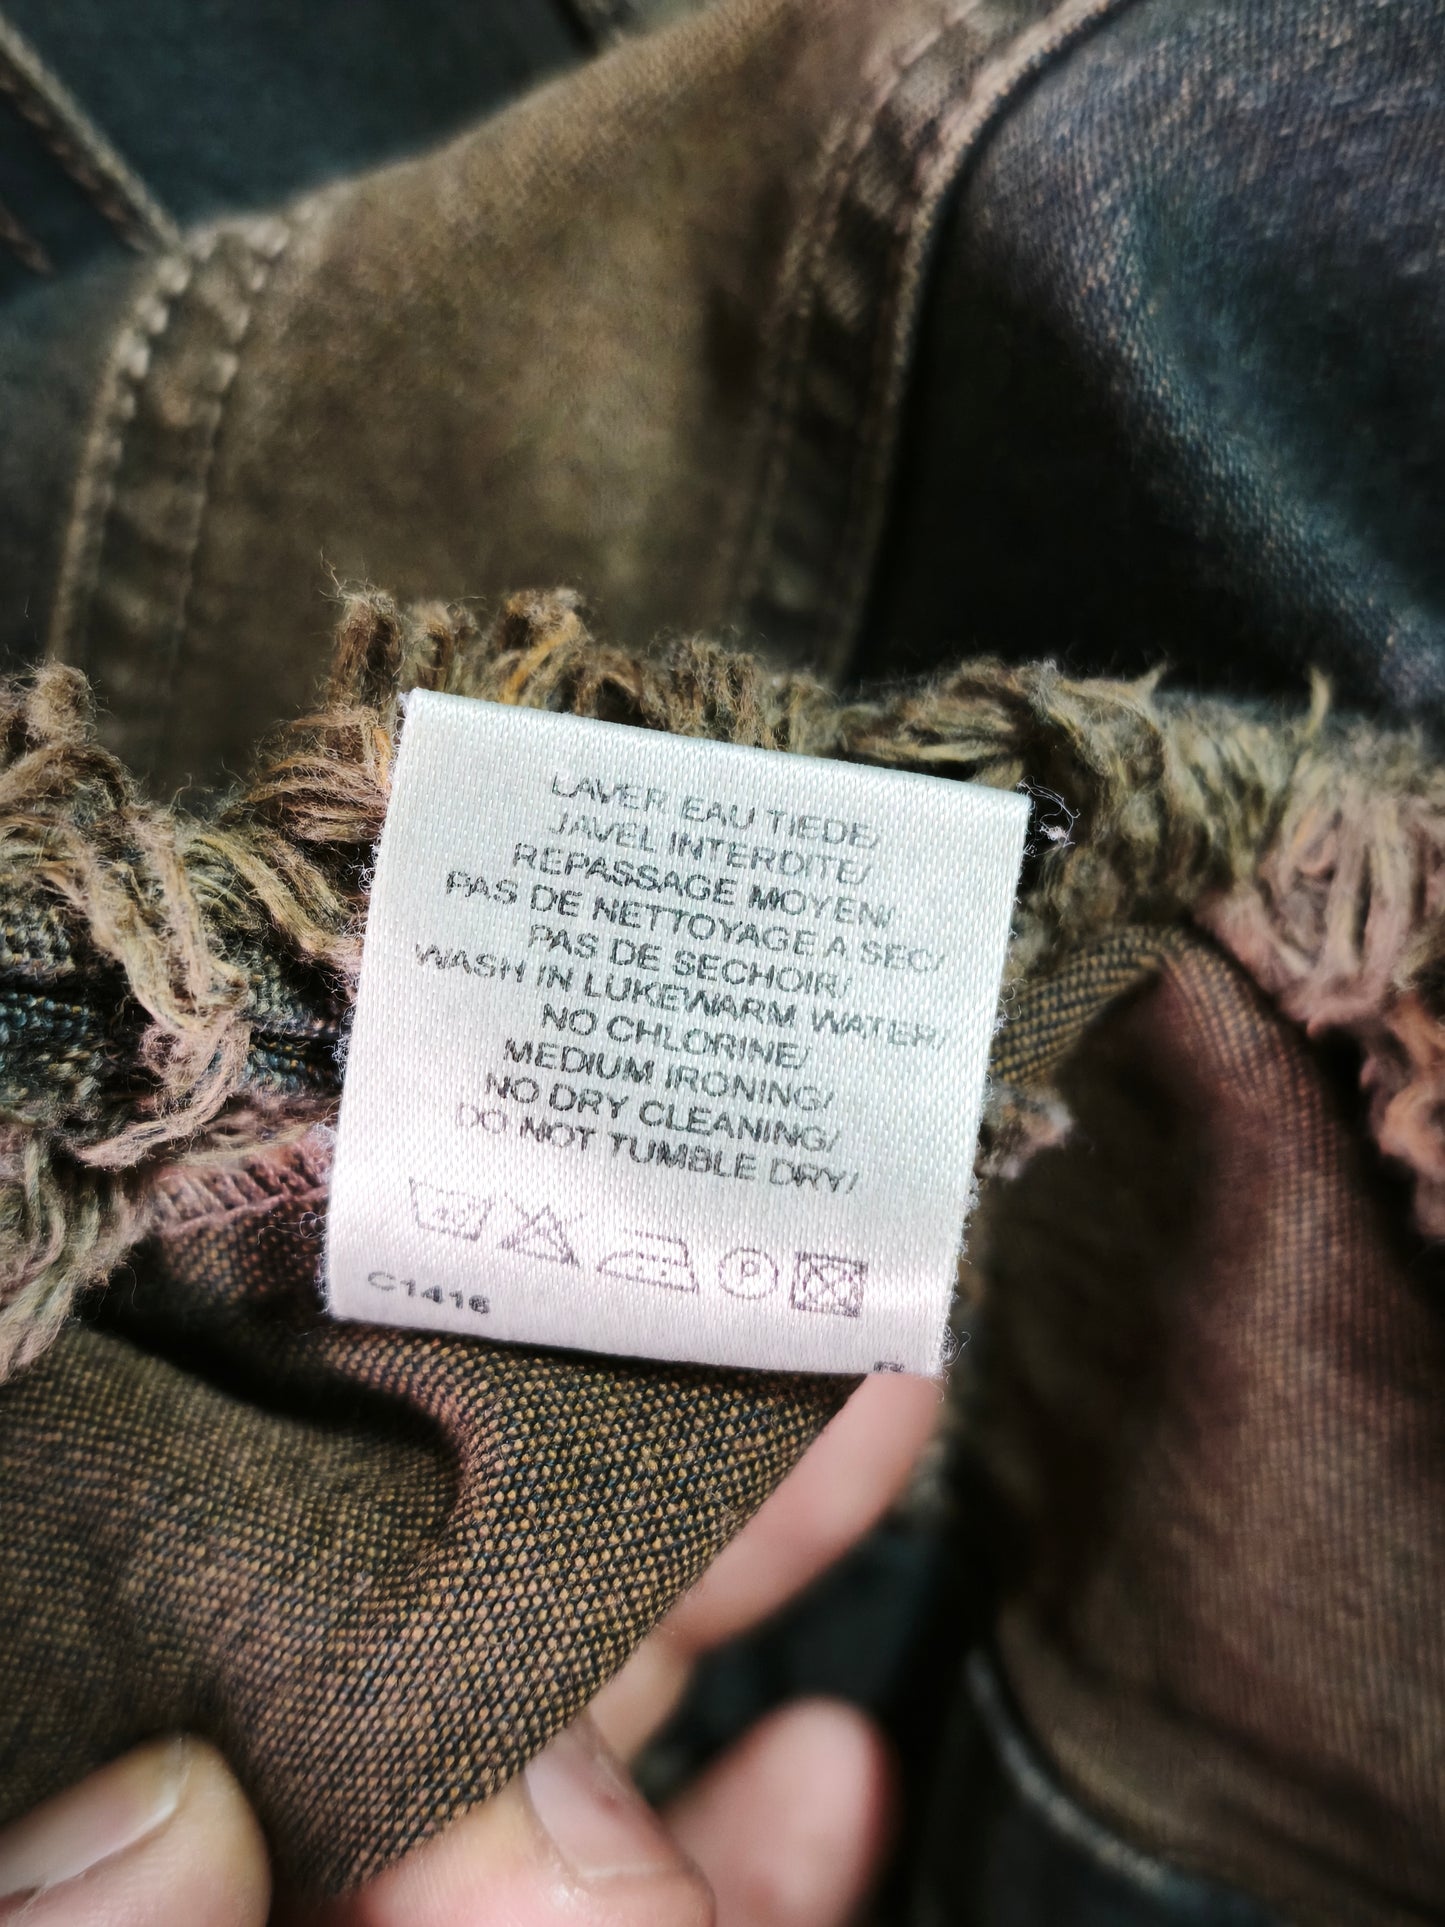 LAVER EAU TIEDE/
JAVEL INTERDITE/
REPASSAGE MOYEN/
PAS DE NETTOYAGE A SEC/
PAS DE SECHOIR/
WASH IN LUKEWARM WATER/
NO CHLORINE/
MEDIUM IRONING/
NO DRY CLEANING/
DO NOT TUMBLE DRY/
P
C1416